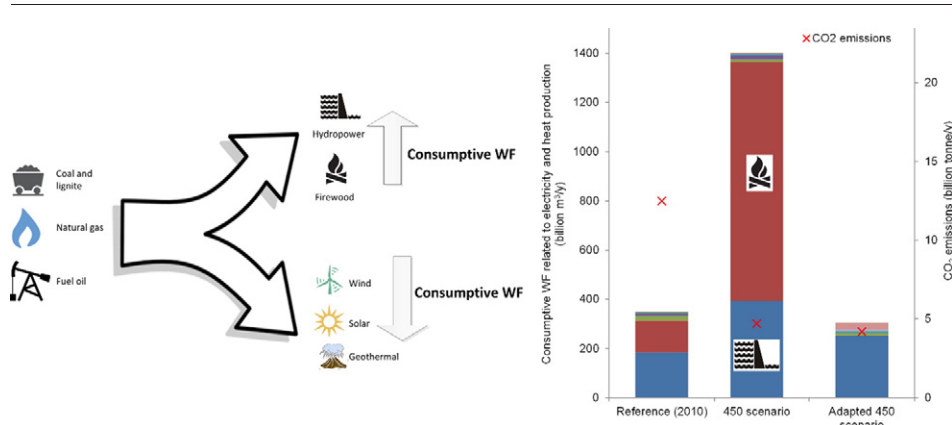 Coal and
lignite
Natural gas
Fuel oil
Hydropower
Firewood
Consumptive WF
Wind
Solar
Geothermal
Consumptive WF
Consumptive WF related to electricity and heat production
(billion m³/y)
1400
1200
1000
800
600
400
200
0
CO2 emissions
20
15
10
5
0
CO₂ emissions (billion tonne/y)
Reference (2010)
450 scenario
Adapted 450
scenario